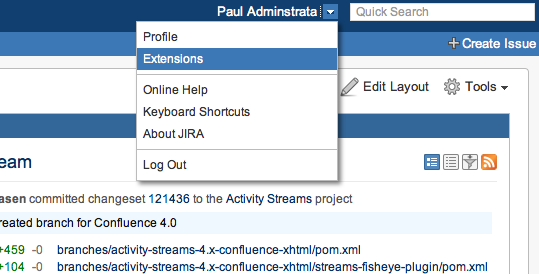 Paul Adminstrata
Quick Search
Profile
Extensions
Online Help
Keyboard Shortcuts
About JIRA
Log Out
+ Create Issue
Edit Layout
Tools
eam
asen committed changeset 121436 to the Activity Streams project
reated branch for Confluence 4.0
+459 -0 branches/activity-streams-4.x-confluence-xhtml/pom.xml
+104 -0 branches/activity-streams-4.x-confluence-xhtml/streams-fisheye-plugin/pom.xml